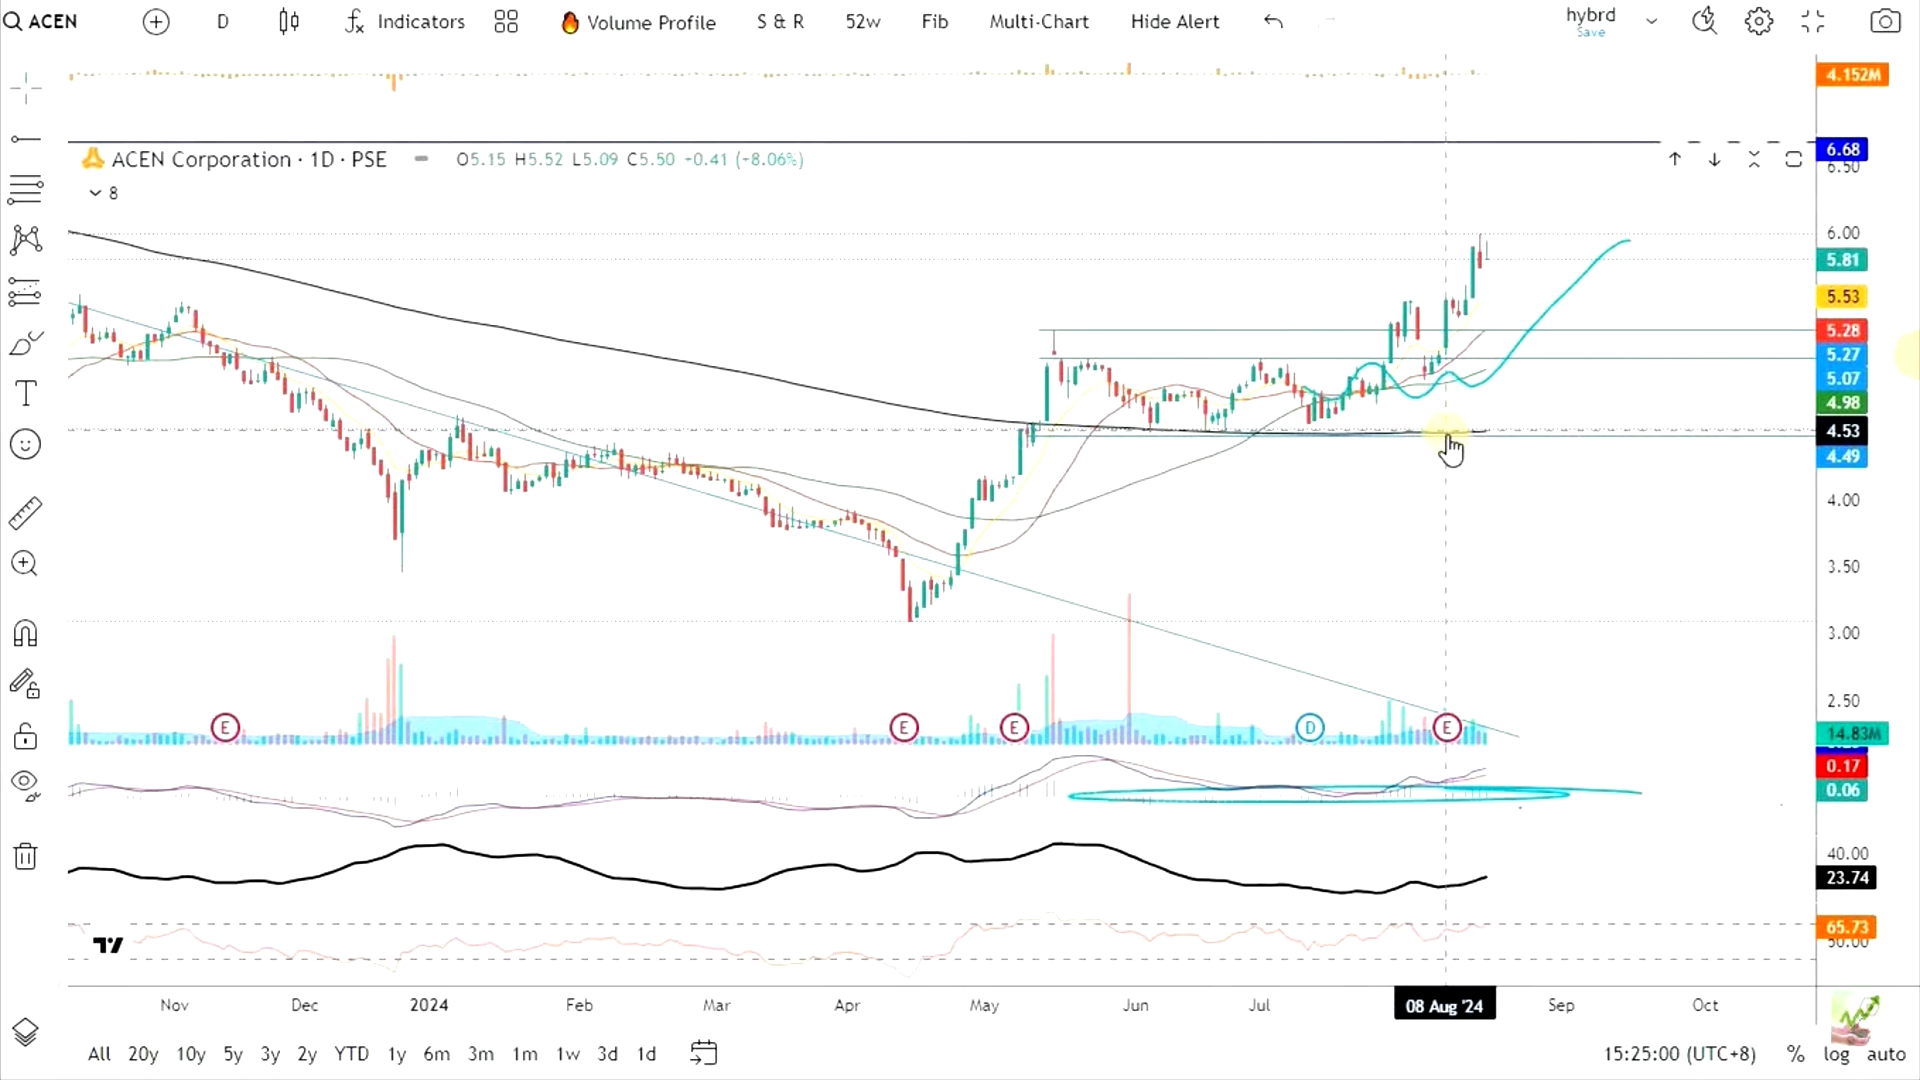 ACEN D Indicators Volume Profile S & R 52w Fib Multi-Chart Hide Alert hybrd
Save
4.152M
ACEN Corporation · 1D · PSE O5.15 H5.52 L5.09 C5.50 +0.41 (+8.06%)
8
6.68
6.50
6.00
5.81
5.53
5.28
5.27
5.07
4.98
4.53
4.49
4.00
3.50
3.00
2.50
E E E D E
14.83M
0.17
0.06
40.00
23.74
65.73
50.00
Nov Dec 2024 Feb Mar Apr May Jun Jul 08 Aug '24 Sep Oct
All 20y 10y 5y 3y 2y YTD 1y 6m 3m 1m 1w 3d 1d 15:25:00 (UTC+8) % log auto